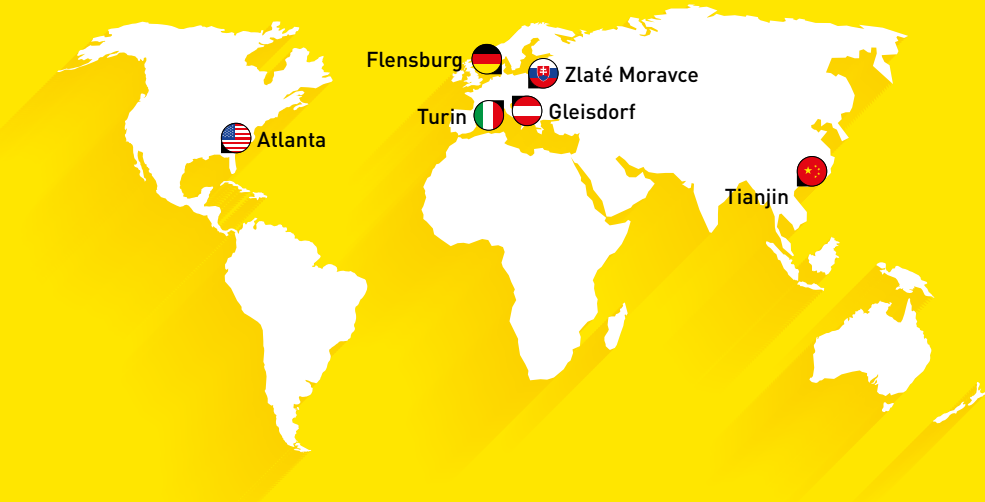 Flensburg
Zlaté Moravce
Turin
Gleisdorf
Atlanta
Tianjin